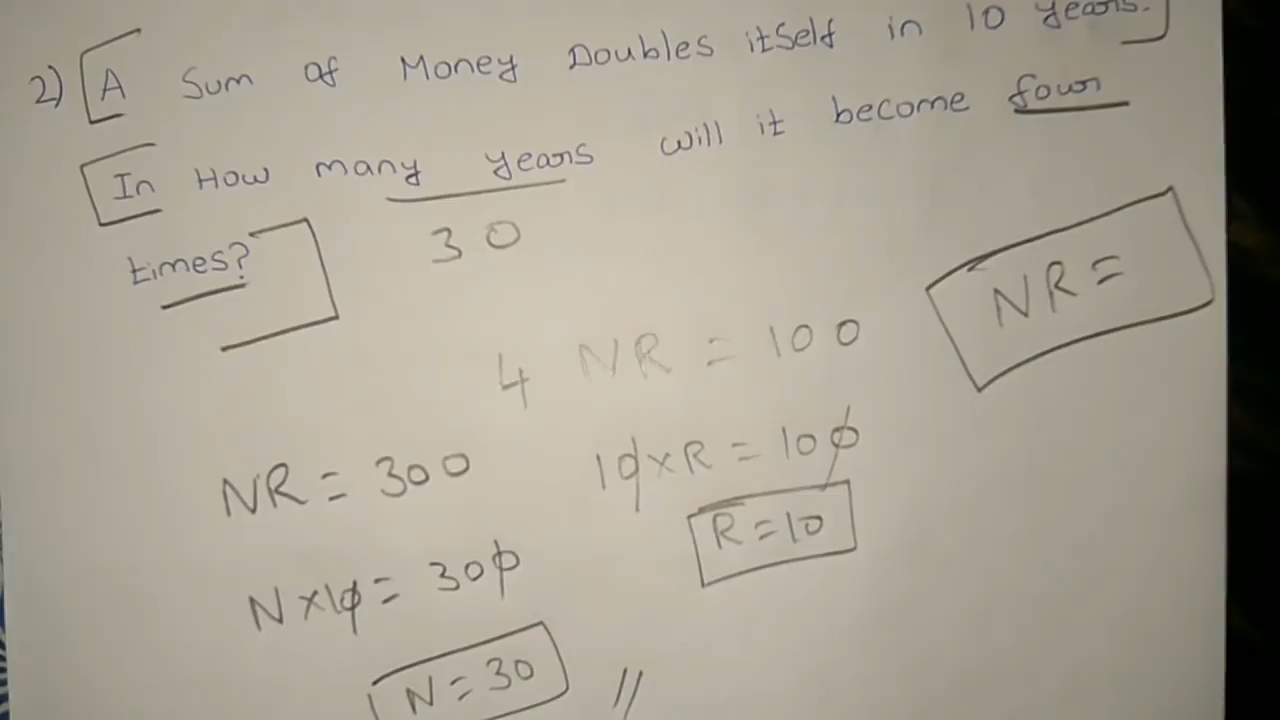 2) A Sum of Money Doubles itself in 10 years.
In How many years will it become four
times?
30
NR =
4 NR = 100
NR = 300
10xR = 100
R = 10
N x 10 = 300
N = 30 //